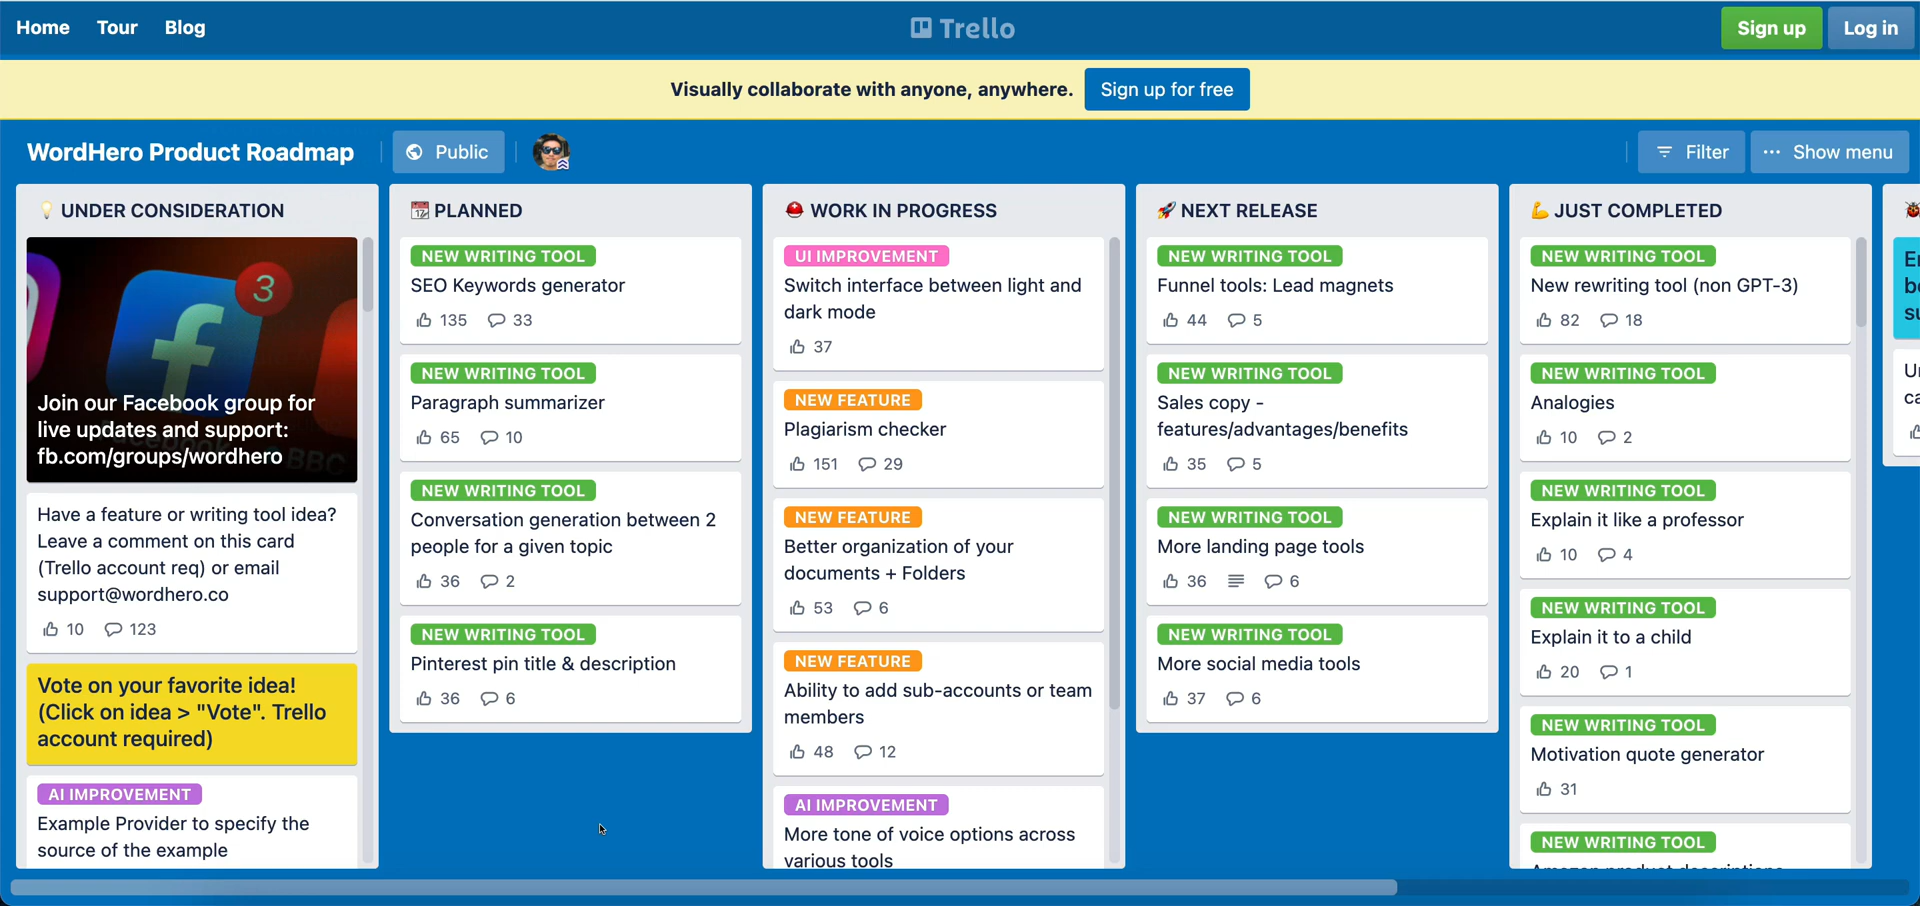 Home Tour Blog
Trello
Sign up Log in
Visually collaborate with anyone, anywhere. Sign up for free
WordHero Product Roadmap Public
Filter ··· Show menu
UNDER CONSIDERATION
3
Join our Facebook group for
live updates and support:
fb.com/groups/wordhero
BBC
Have a feature or writing tool idea?
Leave a comment on this card
(Trello account req) or email
support@wordhero.co
10 123
Vote on your favorite idea!
(Click on idea > "Vote". Trello
account required)
AI IMPROVEMENT
Example Provider to specify the
source of the example
PLANNED
NEW WRITING TOOL
SEO Keywords generator
135 33
NEW WRITING TOOL
Paragraph summarizer
65 10
NEW WRITING TOOL
Conversation generation between 2
people for a given topic
36 2
NEW WRITING TOOL
Pinterest pin title & description
36 6
WORK IN PROGRESS
UI IMPROVEMENT
Switch interface between light and
dark mode
37
NEW FEATURE
Plagiarism checker
151 29
NEW FEATURE
Better organization of your
documents + Folders
53 6
NEW FEATURE
Ability to add sub-accounts or team
members
48 12
AI IMPROVEMENT
More tone of voice options across
various tools
NEXT RELEASE
NEW WRITING TOOL
Funnel tools: Lead magnets
44 5
NEW WRITING TOOL
Sales copy -
features/advantages/benefits
35 5
NEW WRITING TOOL
More landing page tools
36 6
NEW WRITING TOOL
More social media tools
37 6
JUST COMPLETED
NEW WRITING TOOL
New rewriting tool (non GPT-3)
82 18
NEW WRITING TOOL
Analogies
10 2
NEW WRITING TOOL
Explain it like a professor
10 4
NEW WRITING TOOL
Explain it to a child
20 1
NEW WRITING TOOL
Motivation quote generator
31
NEW WRITING TOOL